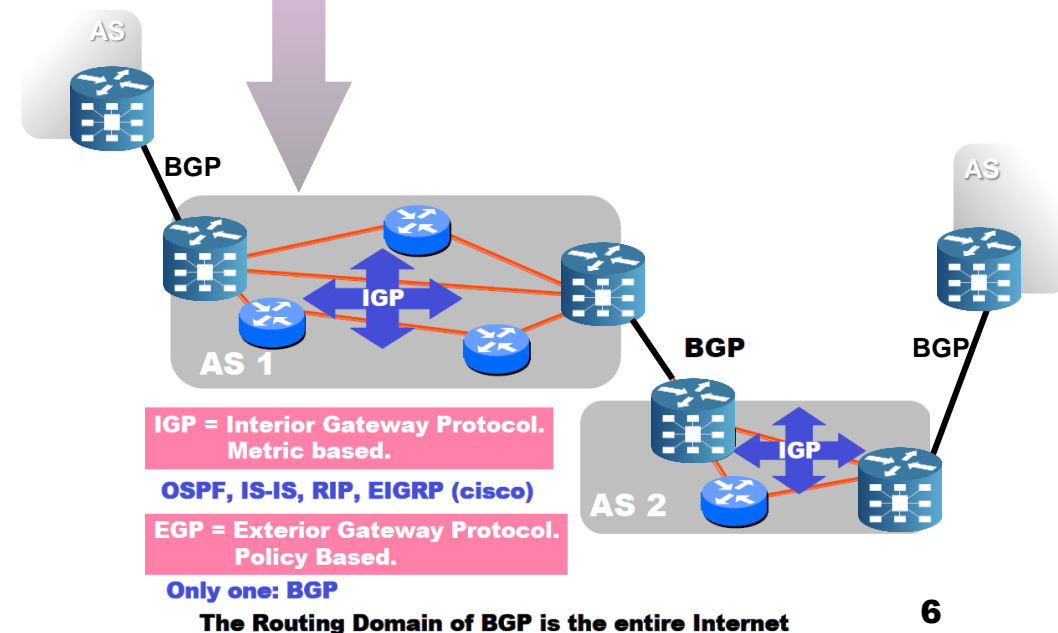 AS
BGP
AS
IGP
AS 1
BGP
BGP
IGP
AS 2
IGP = Interior Gateway Protocol.
Metric based.
OSPF, IS-IS, RIP, EIGRP (cisco)
EGP = Exterior Gateway Protocol.
Policy Based.
Only one: BGP
The Routing Domain of BGP is the entire Internet
6